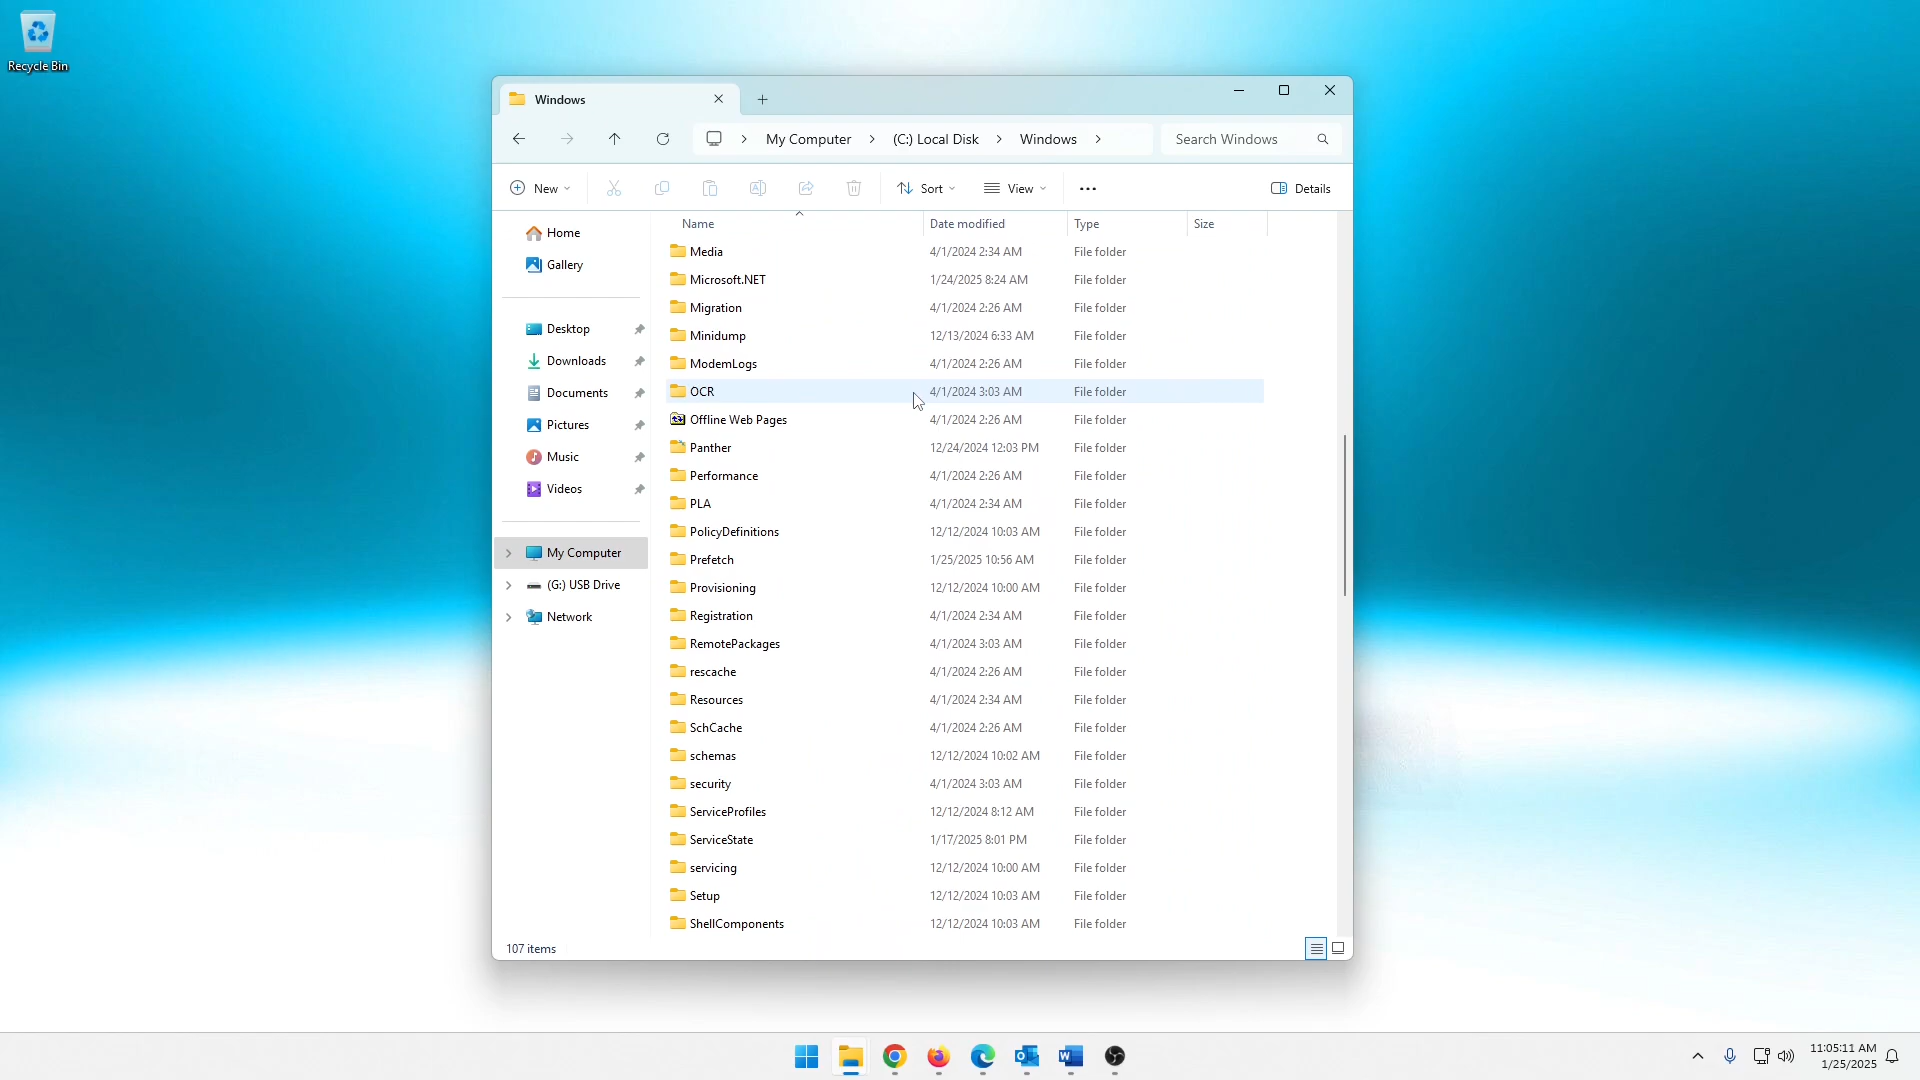 Recycle Bin
Windows
My Computer > (C:) Local Disk > Windows >
Search Windows
New
Sort
View
Details
Name Date modified Type Size
Home
Gallery
Desktop
Downloads
Documents
Pictures
Music
Videos
My Computer
(G:) USB Drive
Network
Media 4/1/2024 2:34 AM File folder
Microsoft.NET 1/24/2025 8:24 AM File folder
Migration 4/1/2024 2:26 AM File folder
Minidump 12/13/2024 6:33 AM File folder
ModemLogs 4/1/2024 2:26 AM File folder
OCR 4/1/2024 3:03 AM File folder
Offline Web Pages 4/1/2024 2:26 AM File folder
Panther 12/24/2024 12:03 PM File folder
Performance 4/1/2024 2:26 AM File folder
PLA 4/1/2024 2:34 AM File folder
PolicyDefinitions 12/12/2024 10:03 AM File folder
Prefetch 1/25/2025 10:56 AM File folder
Provisioning 12/12/2024 10:00 AM File folder
Registration 4/1/2024 2:34 AM File folder
RemotePackages 4/1/2024 3:03 AM File folder
rescache 4/1/2024 2:26 AM File folder
Resources 4/1/2024 2:34 AM File folder
SchCache 4/1/2024 2:26 AM File folder
schemas 12/12/2024 10:02 AM File folder
security 4/1/2024 3:03 AM File folder
ServiceProfiles 12/12/2024 8:12 AM File folder
ServiceState 1/17/2025 8:01 PM File folder
servicing 12/12/2024 10:00 AM File folder
Setup 12/12/2024 10:03 AM File folder
ShellComponents 12/12/2024 10:03 AM File folder
107 items
11:05:11 AM
1/25/2025